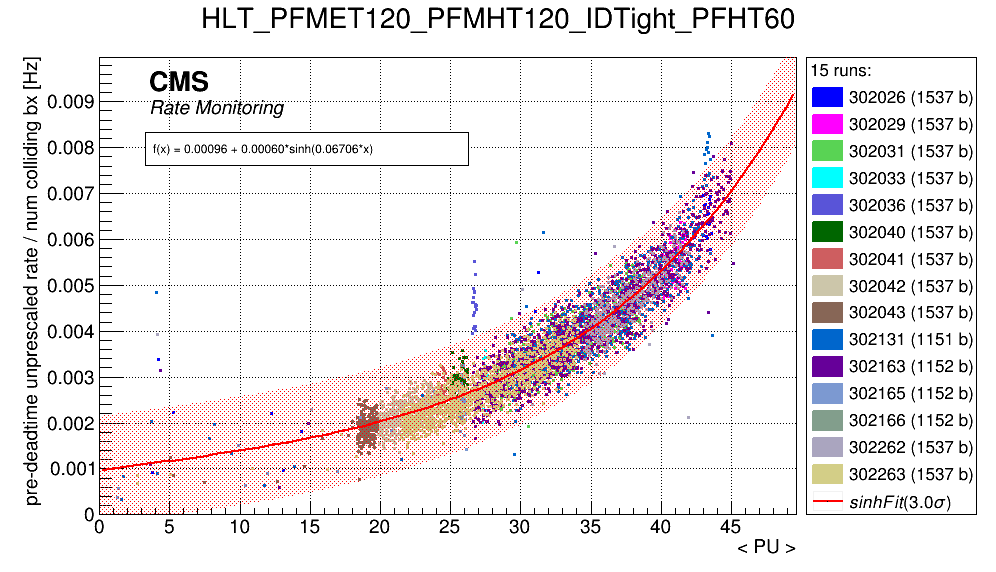 HLT_PFMET120_PFMHT120_IDTight_PFHT60
pre-deadtime unprescaled rate / num colliding bx [Hz]
CMS
Rate Monitoring
f(x) = 0.00096 + 0.00060*sinh(0.06706*x)
0.009
0.008
0.007
0.006
0.005
0.004
0.003
0.002
0.001
0
0 5 10 15 20 25 30 35 40 45
< PU >
15 runs:
302026 (1537 b)
302029 (1537 b)
302031 (1537 b)
302033 (1537 b)
302036 (1537 b)
302040 (1537 b)
302041 (1537 b)
302042 (1537 b)
302043 (1537 b)
302131 (1151 b)
302163 (1152 b)
302165 (1152 b)
302166 (1152 b)
302262 (1537 b)
302263 (1537 b)
sinhFit(3.0σ)